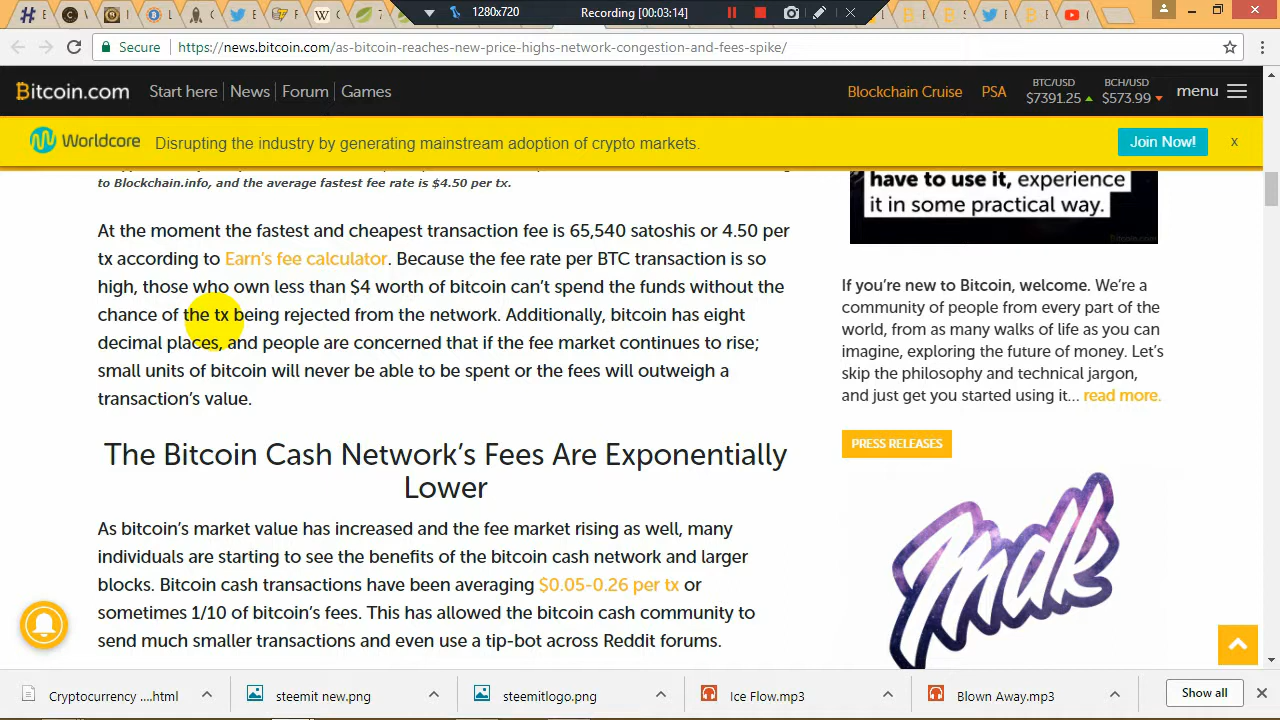 1280x720
Recording [00:03:14]
Secure
https://news.bitcoin.com/as-bitcoin-reaches-new-price-highs-network-congestion-and-fees-spike/
Bitcoin.com
Start here | News | Forum | Games
Blockchain Cruise
PSA
BTC/USD
$7391.25
BCH/USD
$573.99
menu
Worldcore
Disrupting the industry by generating mainstream adoption of crypto markets.
Join Now!
x
to Blockchain.info, and the average fastest fee rate is $4.50 per tx.
At the moment the fastest and cheapest transaction fee is 65,540 satoshis or 4.50 per
tx according to Earn's fee calculator. Because the fee rate per BTC transaction is so
high, those who own less than $4 worth of bitcoin can't spend the funds without the
chance of the tx being rejected from the network. Additionally, bitcoin has eight
decimal places, and people are concerned that if the fee market continues to rise;
small units of bitcoin will never be able to be spent or the fees will outweigh a
transaction's value.
The Bitcoin Cash Network's Fees Are Exponentially
Lower
As bitcoin's market value has increased and the fee market rising as well, many
individuals are starting to see the benefits of the bitcoin cash network and larger
blocks. Bitcoin cash transactions have been averaging $0.05-0.26 per tx or
sometimes 1/10 of bitcoin's fees. This has allowed the bitcoin cash community to
send much smaller transactions and even use a tip-bot across Reddit forums.
have to use it, experience
it in some practical way.
Bitcoin.com
If you're new to Bitcoin, welcome. We're a
community of people from every part of the
world, from as many walks of life as you can
imagine, exploring the future of money. Let's
skip the philosophy and technical jargon,
and just get you started using it... read more.
PRESS RELEASES
mdk
Cryptocurrency ....html
steemit new.png
steemitlogo.png
Ice Flow.mp3
Blown Away.mp3
Show all